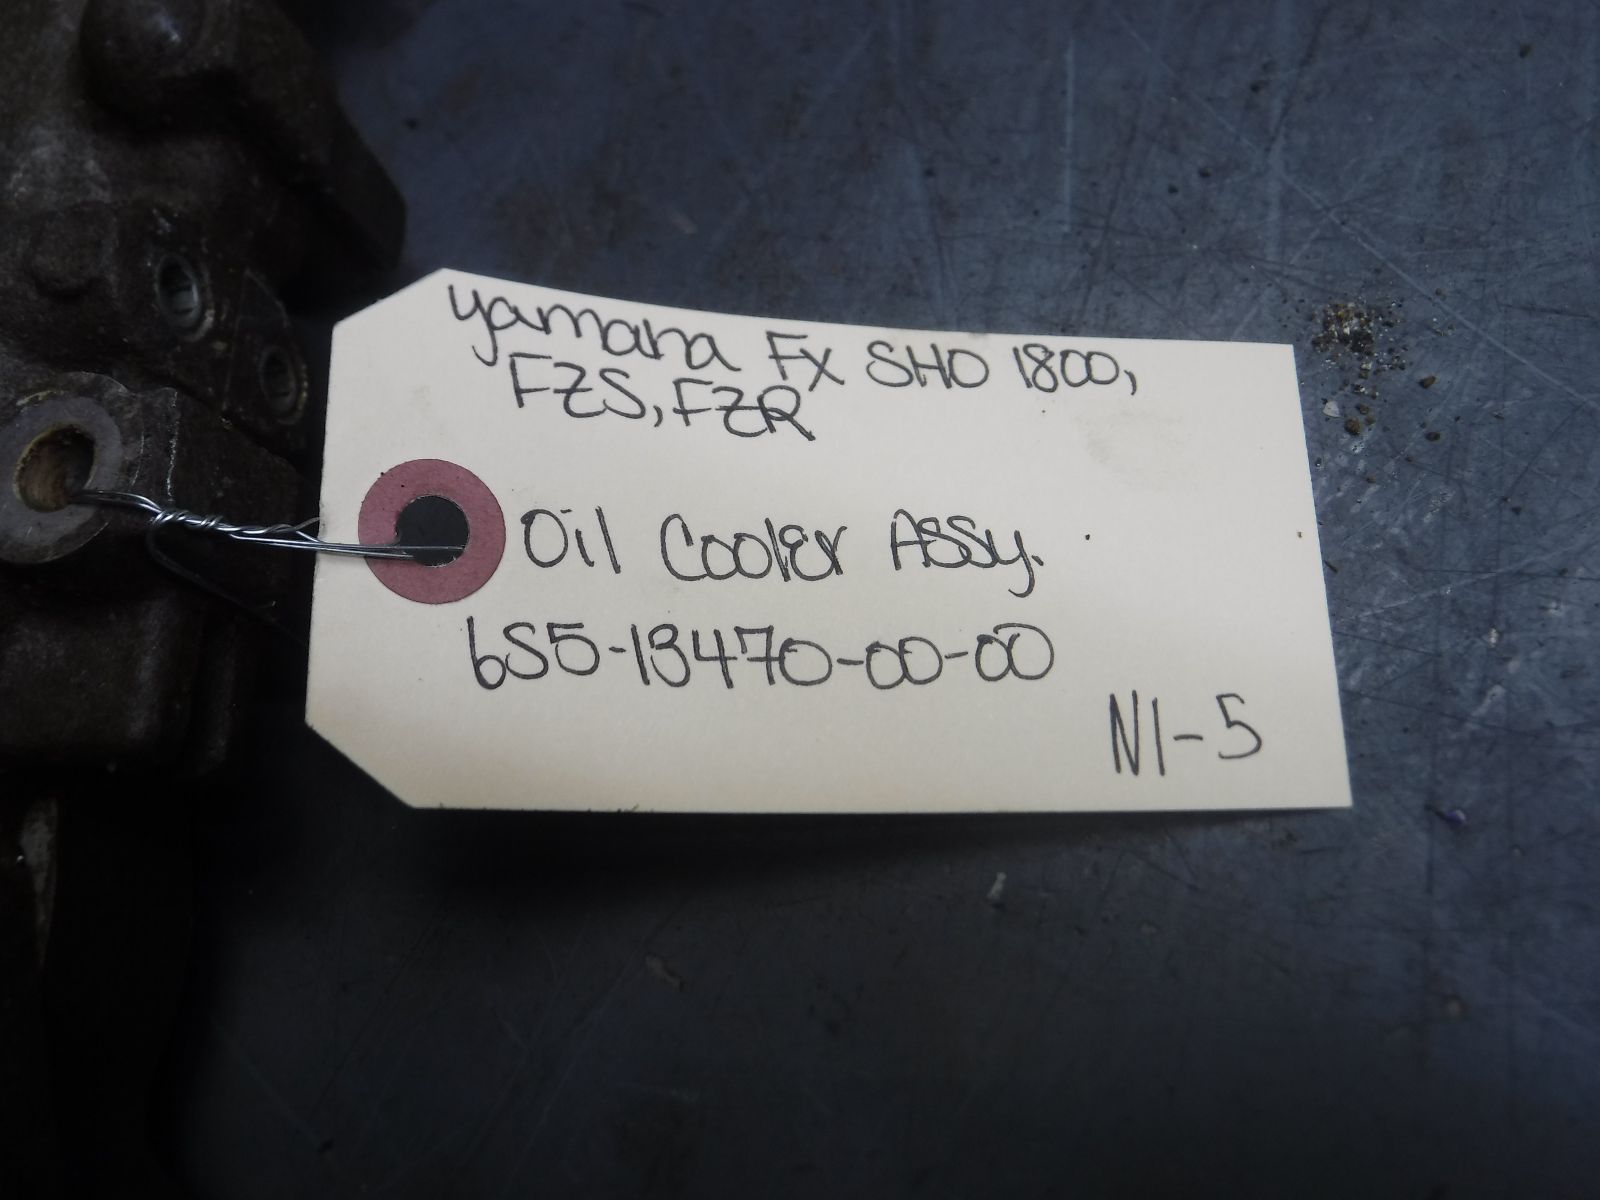 Yamaha FX SHO 1800,
FZS, FZR
Oil Cooler Assy.
6S5-13470-00-00
N1-5